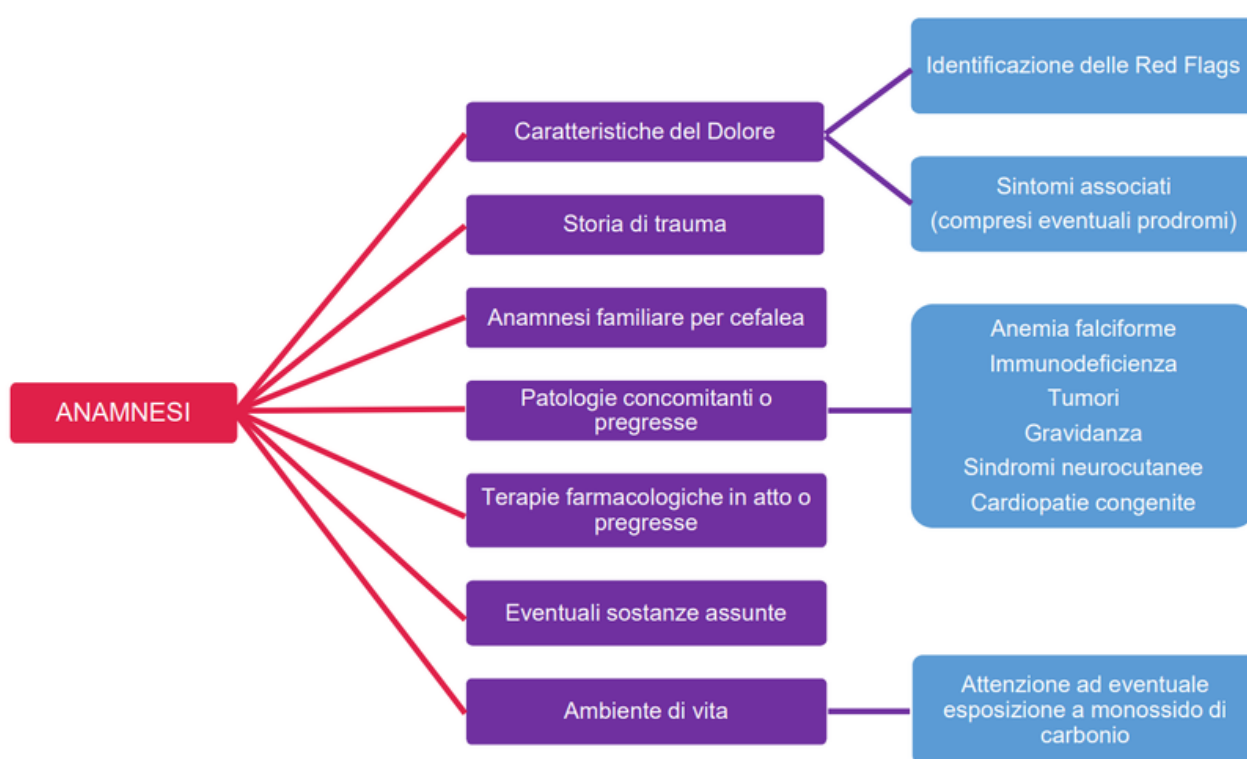 ANAMNESI
Caratteristiche del Dolore
Storia di trauma
Anamnesi familiare per cefalea
Patologie concomitanti o
pregresse
Terapie farmacologiche in atto o
pregresse
Eventuali sostanze assunte
Ambiente di vita
Identificazione delle Red Flags
Sintomi associati
(compresi eventuali prodromi)
Anemia falciforme
Immunodeficienza
Tumori
Gravidanza
Sindromi neurocutanee
Cardiopatie congenite
Attenzione ad eventuale
esposizione a monossido di
carbonio